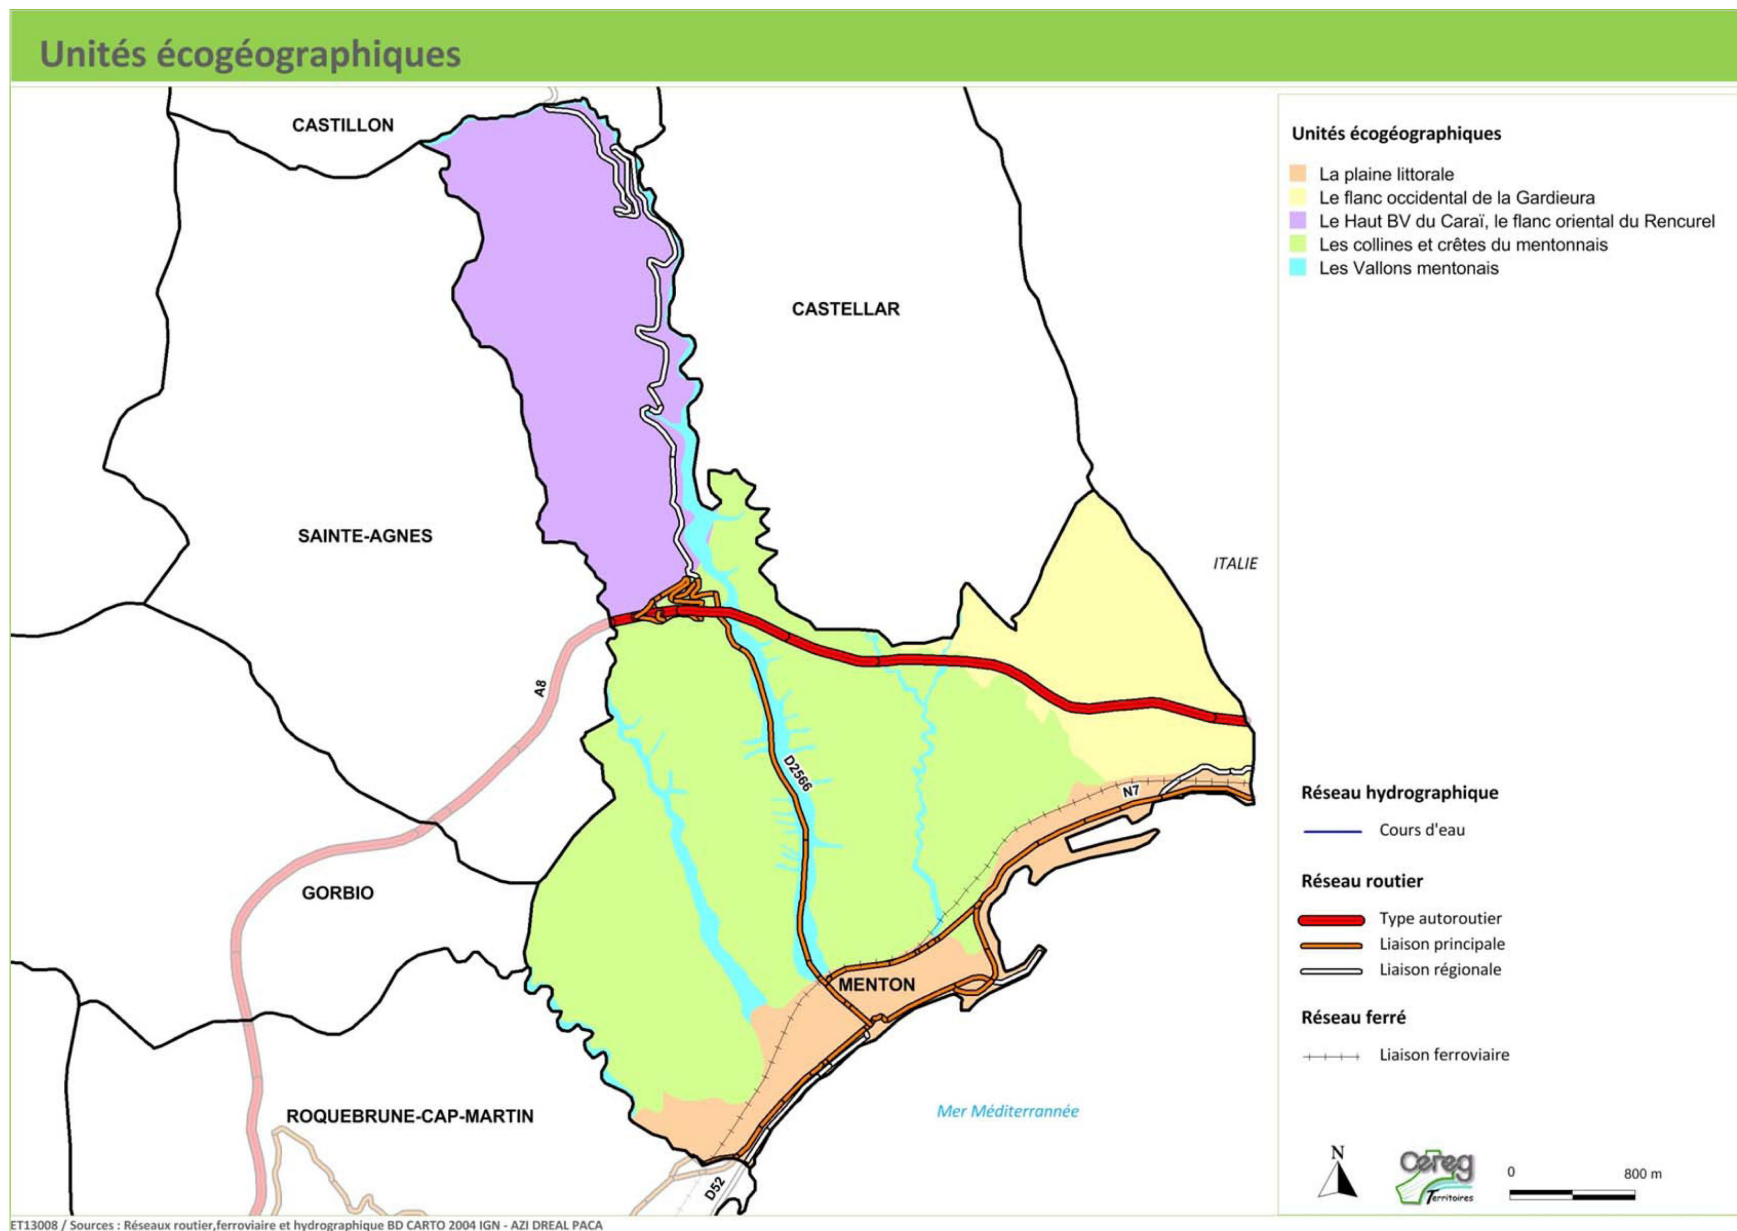 Unités écogéographiques
CASTILLON
CASTELLAR
SAINTE-AGNES
ITALIE
A8
D2566
N7
GORBIO
MENTON
ROQUEBRUNE-CAP-MARTIN
Mer Méditerrannée
D52
Unités écogéographiques
La plaine littorale
Le flanc occidental de la Gardieura
Le Haut BV du Caraï, le flanc oriental du Rencurel
Les collines et crêtes du mentonnais
Les Vallons mentonais
Réseau hydrographique
Cours d'eau
Réseau routier
Type autoroutier
Liaison principale
Liaison régionale
Réseau ferré
Liaison ferroviaire
N
Cereg
Territoires
0 800 m
ET13008 / Sources : Réseaux routier,ferroviaire et hydrographique BD CARTO 2004 IGN - AZI DREAL PACA